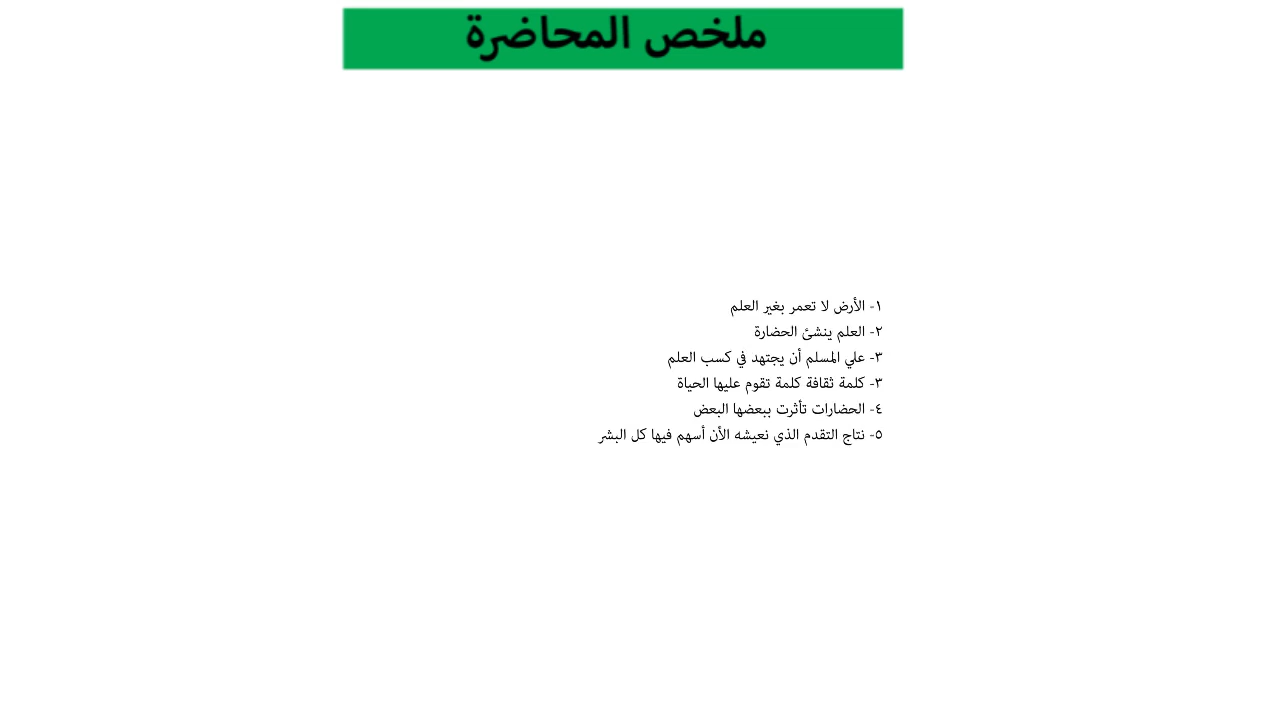 ملخص المحاضرة
١- الأرض لا تعمر بغير العلم
٢- العلم ينشئ الحضارة
٣- علي المسلم أن يجتهد في كسب العلم
٣- كلمة ثقافة كلمة تقوم عليها الحياة
٤- الحضارات تأثرت ببعضها البعض
٥- نتاج التقدم الذي نعيشه الأن أسهم فيها كل البشر